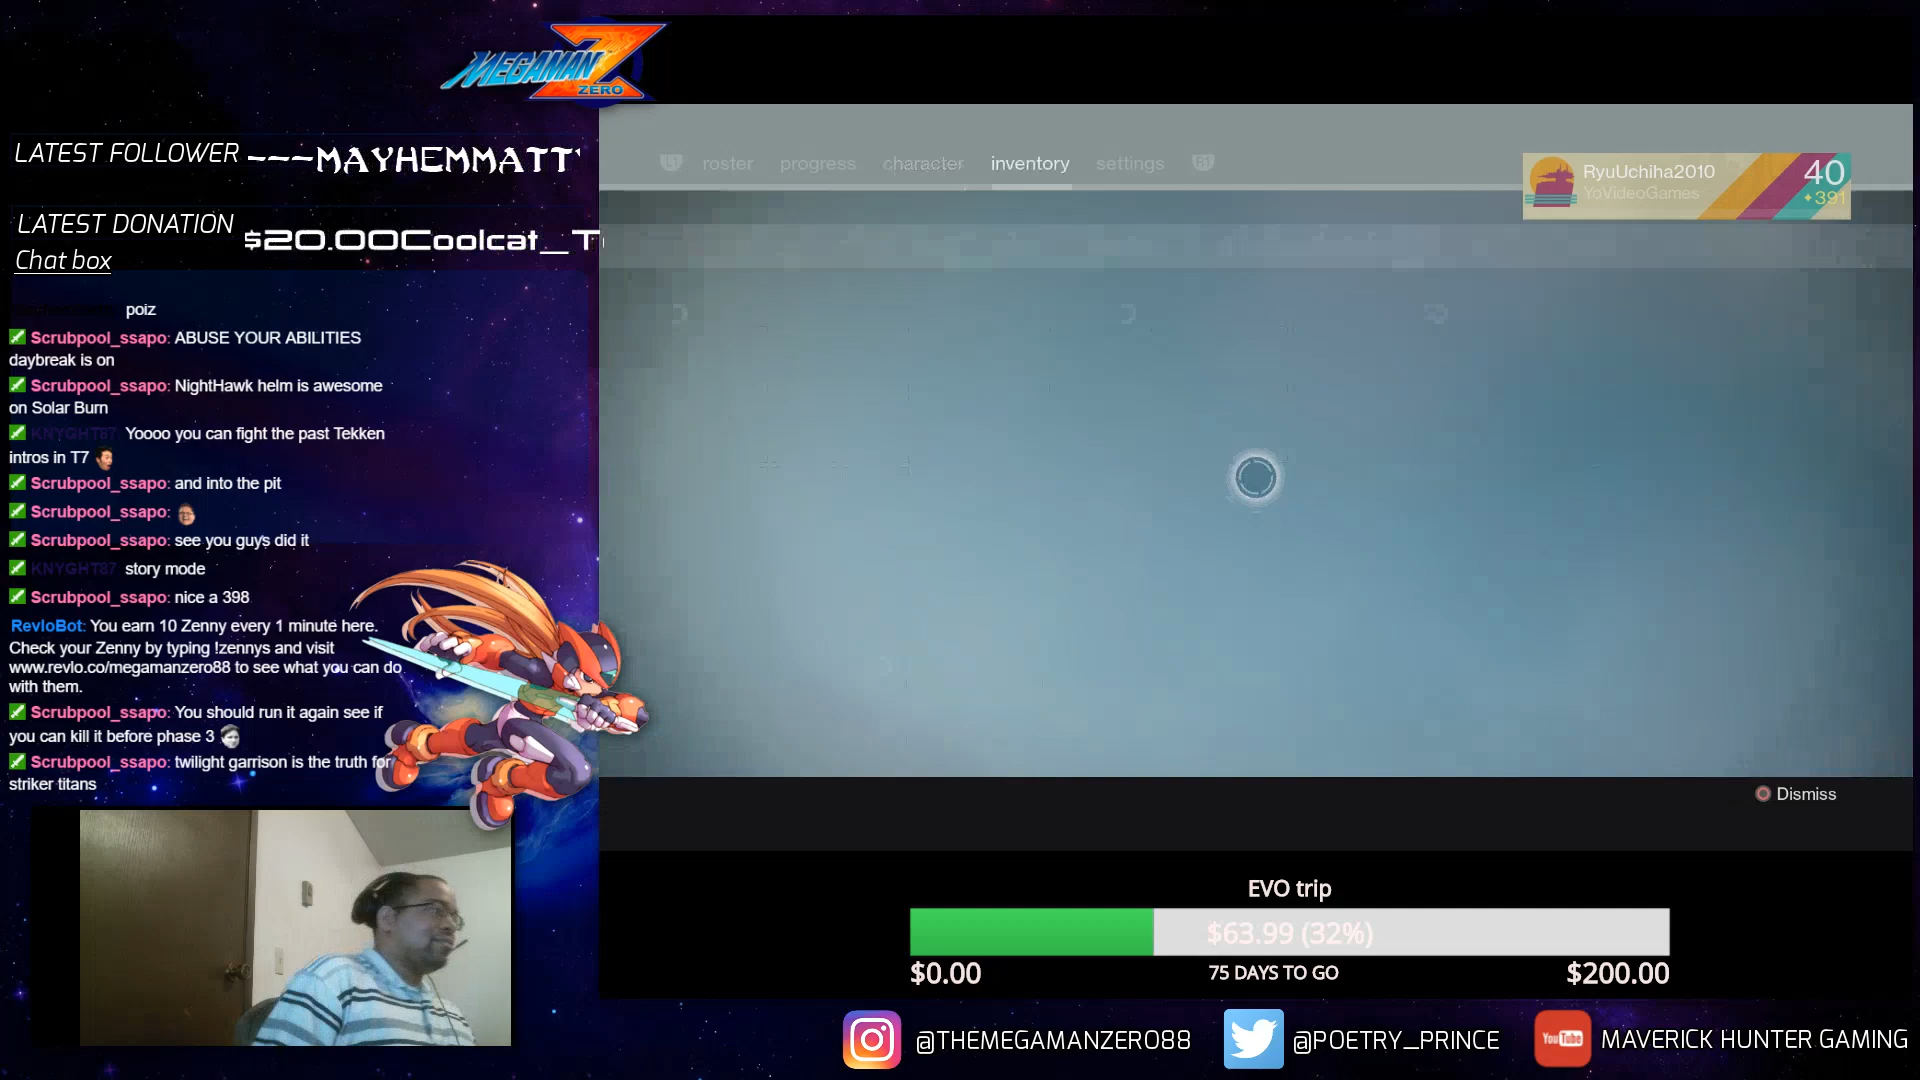 MEGAMAN Z
ZERO
LATEST FOLLOWER ---MAYHEMMATT
LATEST DONATION $20.00Coolcat_T
Chat box
poiz
Scrubpool_ssapo: ABUSE YOUR ABILITIES
daybreak is on
Scrubpool_ssapo: NightHawk helm is awesome
on Solar Burn
KNYGHT87 Yoooo you can fight the past Tekken
intros in T7
Scrubpool_ssapo: and into the pit
Scrubpool_ssapo:
Scrubpool_ssapo: see you guys did it
KNYGHT87 story mode
Scrubpool_ssapo: nice a 398
RevloBot: You earn 10 Zenny every 1 minute here.
Check your Zenny by typing !zennys and visit
www.revlo.co/megamanzero88 to see what you can do
with them.
Scrubpool_ssapo: You should run it again see if
you can kill it before phase 3
Scrubpool_ssapo: twilight garrison is the truth for
striker titans
L1 roster progress character inventory settings R1
RyuUchiha2010 40
YoVideoGames +391
Dismiss
EVO trip
$63.99 (32%)
$0.00 75 DAYS TO GO $200.00
@THEMEGAMANZERO88 @POETRY_PRINCE YouTube MAVERICK HUNTER GAMING